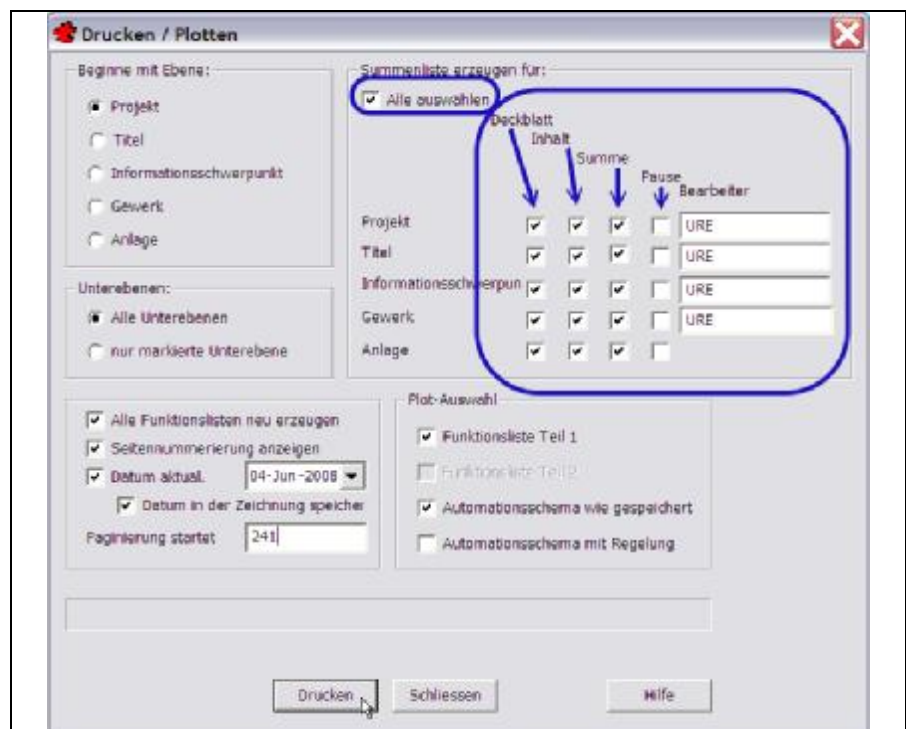 Drucken / Plotten
Beginne mit Ebene:
Projekt
Titel
Informationsschwerpunkt
Gewerk
Anlage
Unterebenen:
Alle Unterebenen
nur markierte Unterebene
Summenliste erzeugen für:
Alle auswählen
Deckblatt
Inhalt
Summe
Pause
Bearbeiter
Projekt URE
Titel URE
Informationsschwerpun URE
Gewerk URE
Anlage
Alle Funktionslisten neu erzeugen
Seitennummerierung anzeigen
Datum aktual. 04-Jun-2008
Datum in der Zeichnung speicher
Paginierung startet 241
Plot-Auswahl
Funktionsliste Teil 1
Funktionsliste Teil 2
Automationsschema wie gespeichert
Automationsschema mit Regelung
Drucken
Schliessen
Hilfe